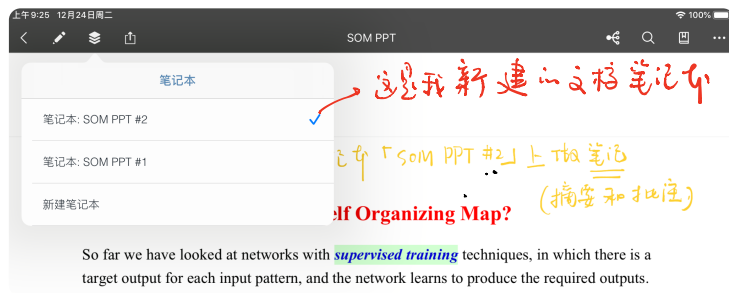 上午9:25 12月24日周二
100%
SOM PPT
笔记本
笔记本: SOM PPT #2
笔记本: SOM PPT #1
新建笔记本
这是我新建的文档笔记本
记本「SOM PPT #2」上做笔记
(摘要和批注)
elf Organizing Map?
So far we have looked at networks with supervised training techniques, in which there is a
target output for each input pattern, and the network learns to produce the required outputs.